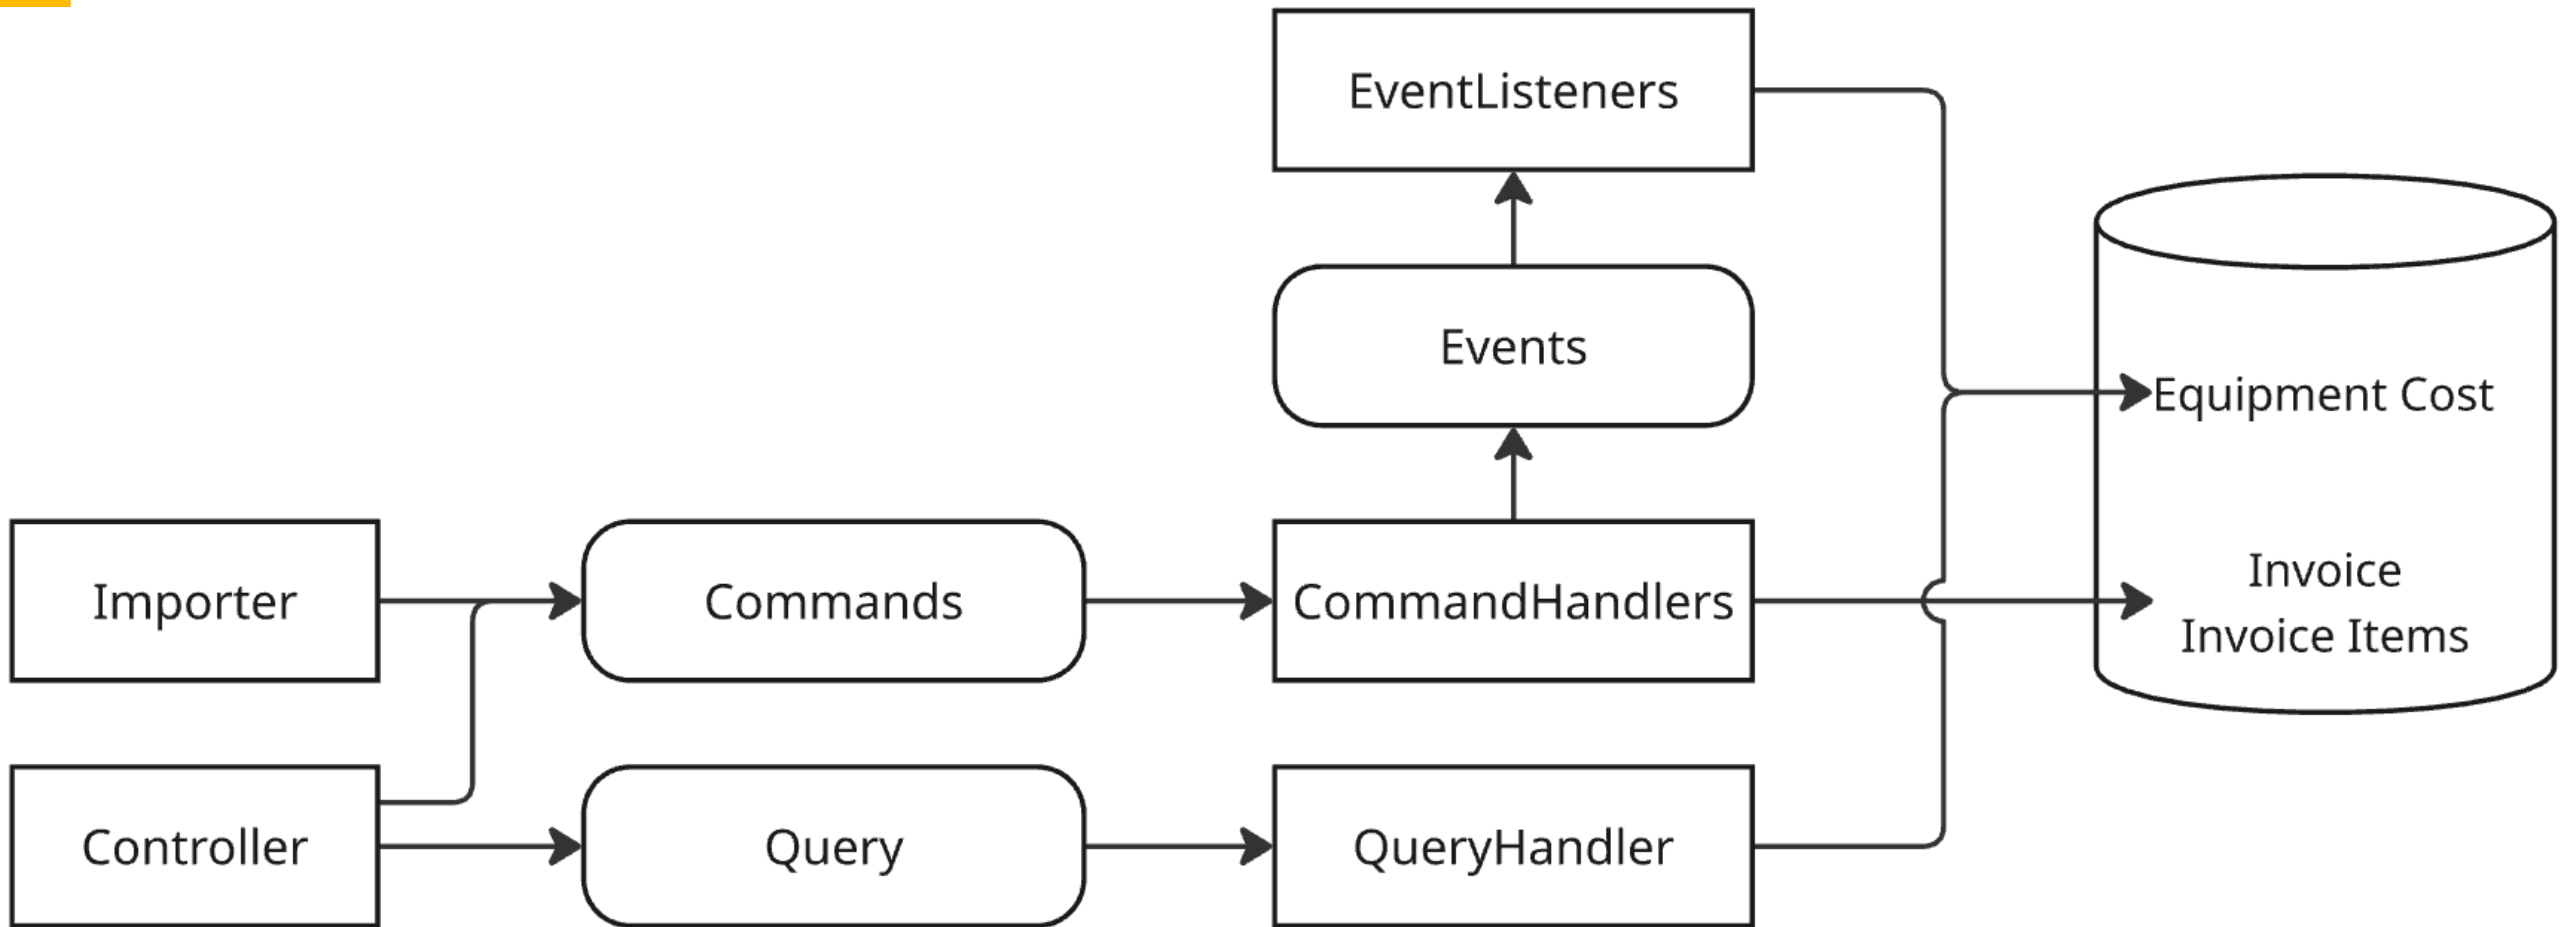 EventListeners
Events
Equipment Cost
Importer
Commands
CommandHandlers
Invoice
Invoice Items
Controller
Query
QueryHandler